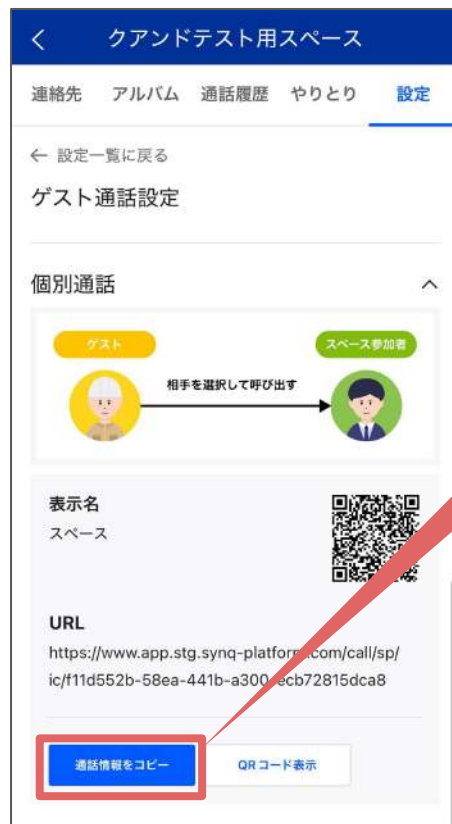 クアンドテスト用スペース
連絡先 アルバム 通話履歴 やりとり 設定
← 設定一覧に戻る
ゲスト通話設定
個別通話
ゲスト
スペース参加者
相手を選択して呼び出す
表示名
スペース
URL
https://www.app.stg.synq-platform.com/call/sp/
ic/f11d552b-58ea-441b-a300-ecb72815dca8
通話情報をコピー
QRコード表示